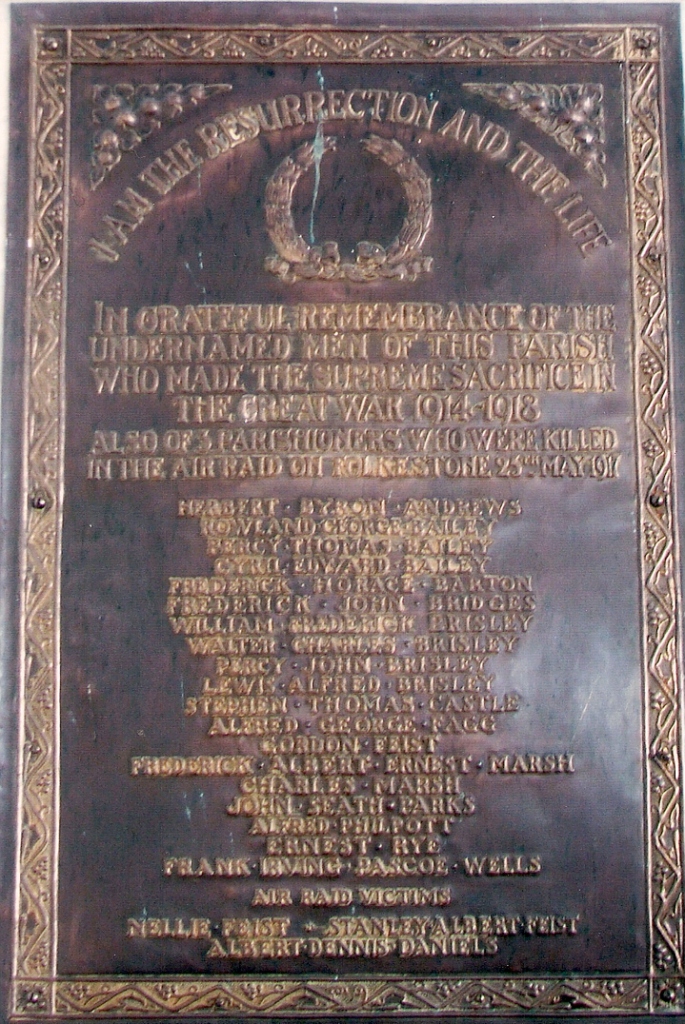 I AM THE RESURRECTION AND THE LIFE
IN GRATEFUL REMEMBRANCE OF THE
UNDERNAMED MEN OF THIS PARISH
WHO MADE THE SUPREME SACRIFICE IN
THE GREAT WAR 1914-1918
ALSO OF 3 PARISHIONERS WHO WERE KILLED
IN THE AIR RAID ON FOLKESTONE 25TH MAY 1917
HERBERT · BYRON · ANDREWS
ROWLAND · GEORGE · BAILEY
PERCY · THOMAS · BAILEY
CYRIL · EDWARD · BAILEY
FREDERICK · HORACE · BARTON
FREDERICK · JOHN · BRIDGES
WILLIAM · FREDERICK · BRISLEY
WALTER · CHARLES · BRISLEY
PERCY · JOHN · BRISLEY
LEWIS · ALFRED · BRISLEY
STEPHEN · THOMAS · CASTLE
ALFRED · GEORGE · FAGG
GORDON · FEIST
FREDERICK · ALBERT · ERNEST · MARSH
CHARLES · MARSH
JOHN · SEATH · PARKS
ALFRED · PHILPOTT
ERNEST · RYE
FRANK · IRVING · PASCOE · WELLS
AIR RAID VICTIMS
NELLIE · FEIST · STANLEY · ALBERT · FEIST
ALBERT · DENNIS · DANIELS